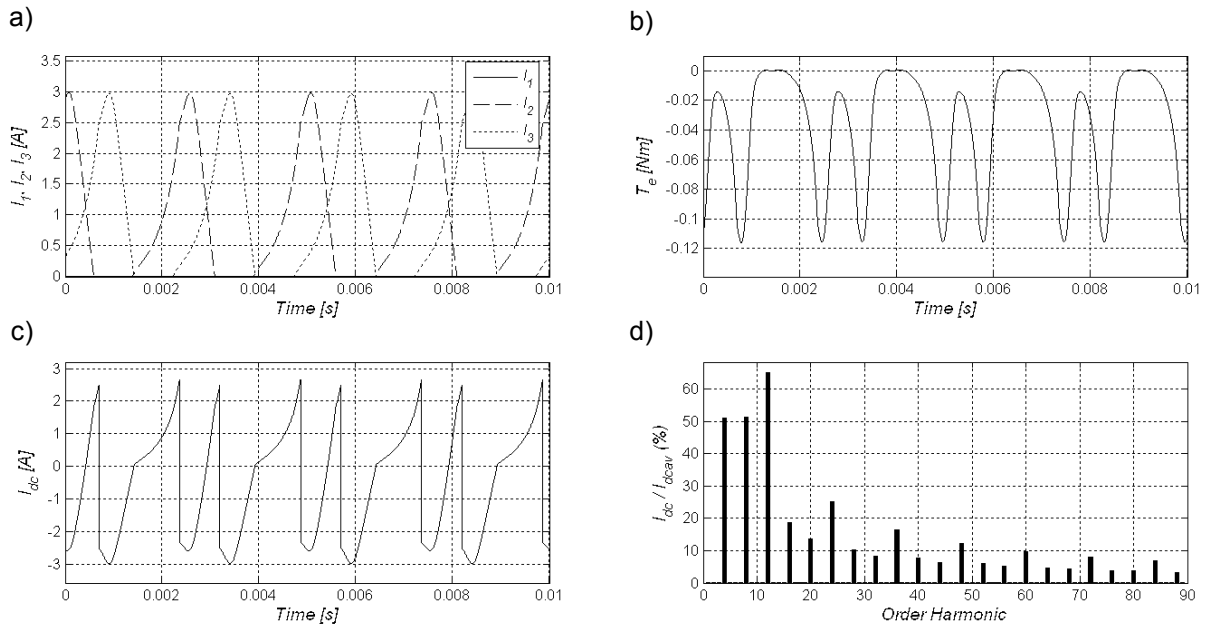 a)
3.5
3
2.5
2
1.5
1
0.5
0
I1, I2, I3 [A]
I1
I2
I3
0 0.002 0.004 0.006 0.008 0.01
Time [s]
b)
0
-0.02
-0.04
-0.06
-0.08
-0.1
-0.12
Te [Nm]
0 0.002 0.004 0.006 0.008 0.01
Time [s]
c)
3
2
1
0
-1
-2
-3
Idc [A]
0 0.002 0.004 0.006 0.008 0.01
Time [s]
d)
60
50
40
30
20
10
0
Idc / Idcav (%)
0 10 20 30 40 50 60 70 80 90
Order Harmonic